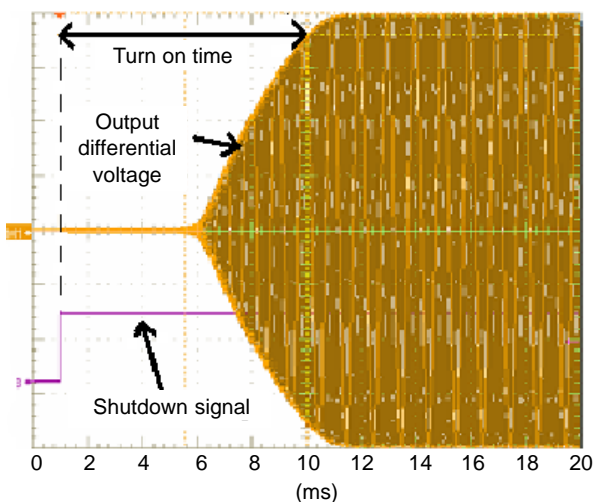 Turn on time
Output
differential
voltage
Shutdown signal
0 2 4 6 8 10 12 14 16 18 20
(ms)